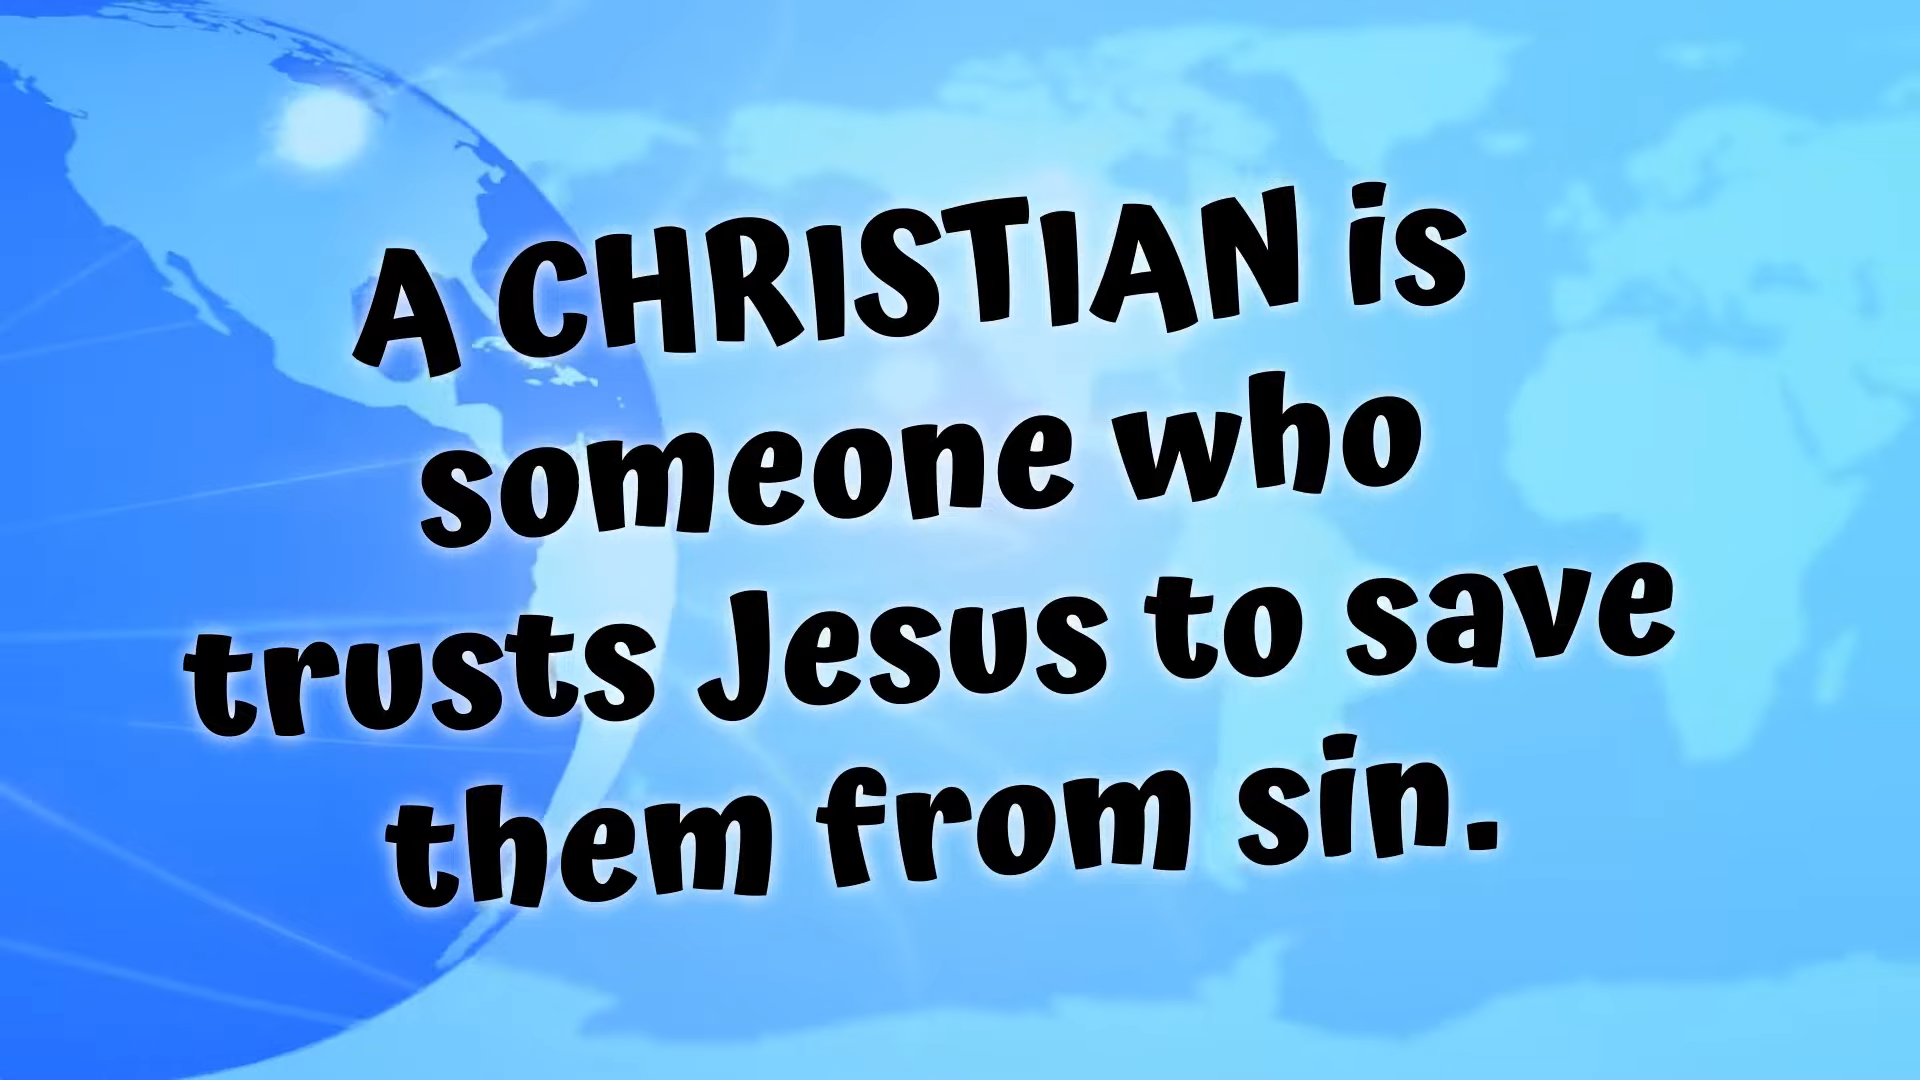 A CHRISTIAN is
someone who
trusts Jesus to save
them from sin.